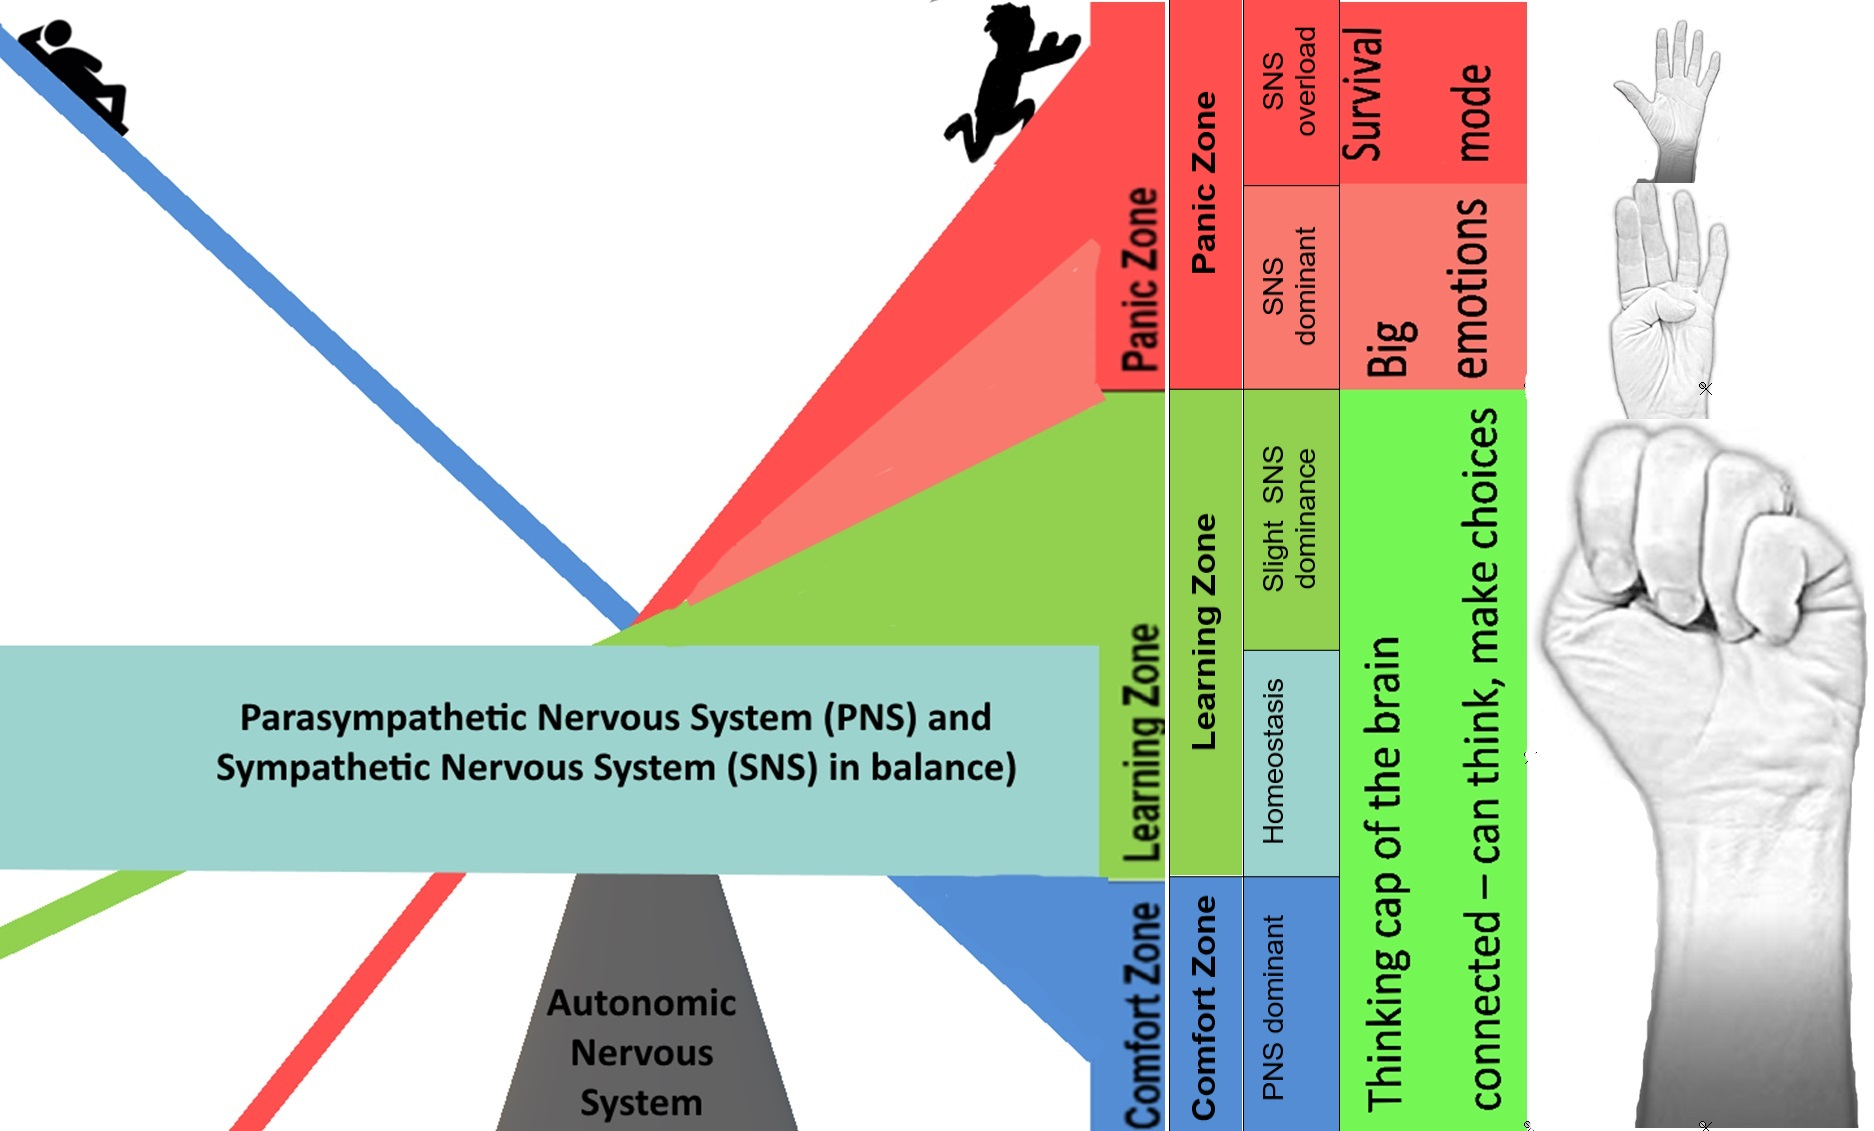 Parasympathetic Nervous System (PNS) and
Sympathetic Nervous System (SNS) in balance)
Autonomic
Nervous
System
Panic Zone
Learning Zone
Comfort Zone
Panic Zone
Learning Zone
Comfort Zone
SNS
overload
SNS
dominant
Slight SNS
dominance
Homeostasis
PNS dominant
Survival
mode
Big
emotions
Thinking cap of the brain
connected – can think, make choices